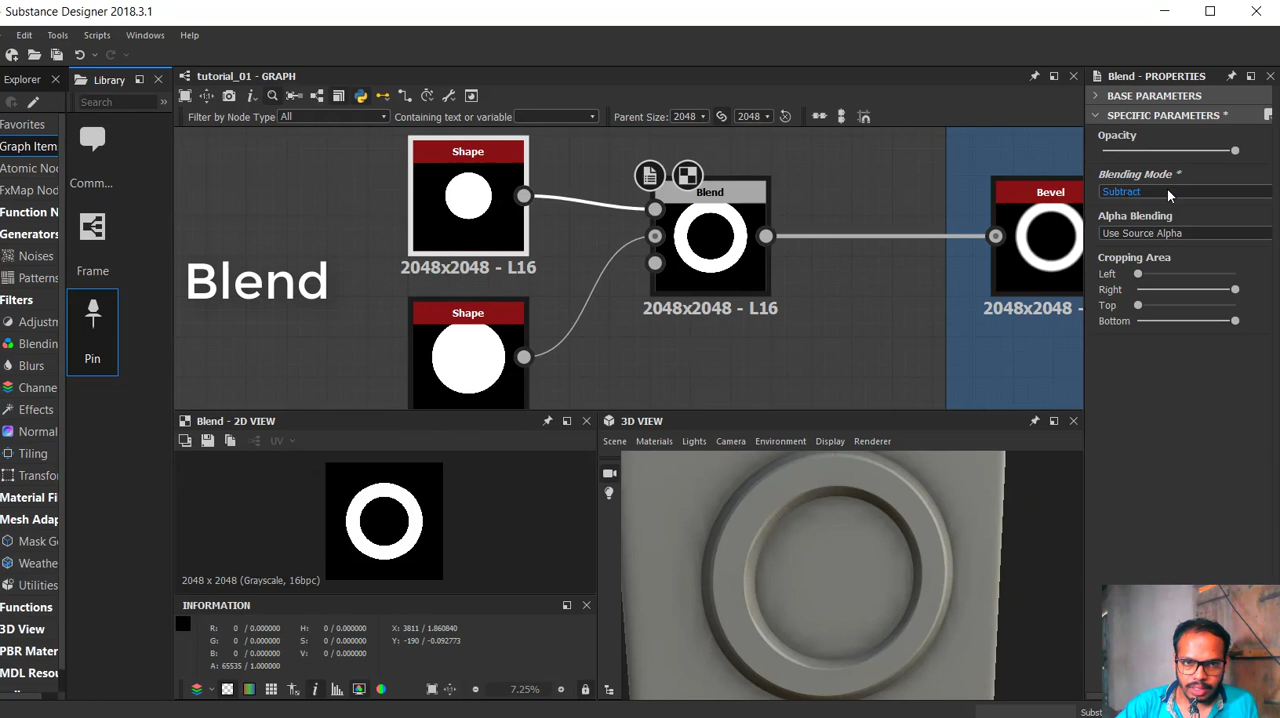 Substance Designer 2018.3.1
Edit Tools Scripts Windows Help
Explorer
Library
Search
Favorites
Graph Item
Atomic Nod
FxMap Nod
Function N
Generators
Noises
Patterns
Filters
Adjustm
Blending
Blurs
Channe
Effects
Normal
Tiling
Transfo
Material Fi
Mesh Adap
Mask G
Weathe
Utilities
Functions
3D View
PBR Mater
MDL Resou
Comm...
Frame
Pin
tutorial_01 - GRAPH
Filter by Node Type All Containing text or variable Parent Size: 2048 2048
Shape
2048x2048 - L16
Shape
Blend
Blend
2048x2048 - L16
Bevel
2048x2048 -
Blend - 2D VIEW
UV
2048 x 2048 (Grayscale, 16bpc)
INFORMATION
R: 0 / 0.000000 H: 0 / 0.000000 X: 3811 / 1.860840
G: 0 / 0.000000 S: 0 / 0.000000 Y: -190 / -0.092773
B: 0 / 0.000000 V: 0 / 0.000000
A: 65535 / 1.000000
7.25%
3D VIEW
Scene Materials Lights Camera Environment Display Renderer
Blend - PROPERTIES
BASE PARAMETERS
SPECIFIC PARAMETERS *
Opacity
Blending Mode *
Subtract
Alpha Blending
Use Source Alpha
Cropping Area
Left
Right
Top
Bottom
Subst